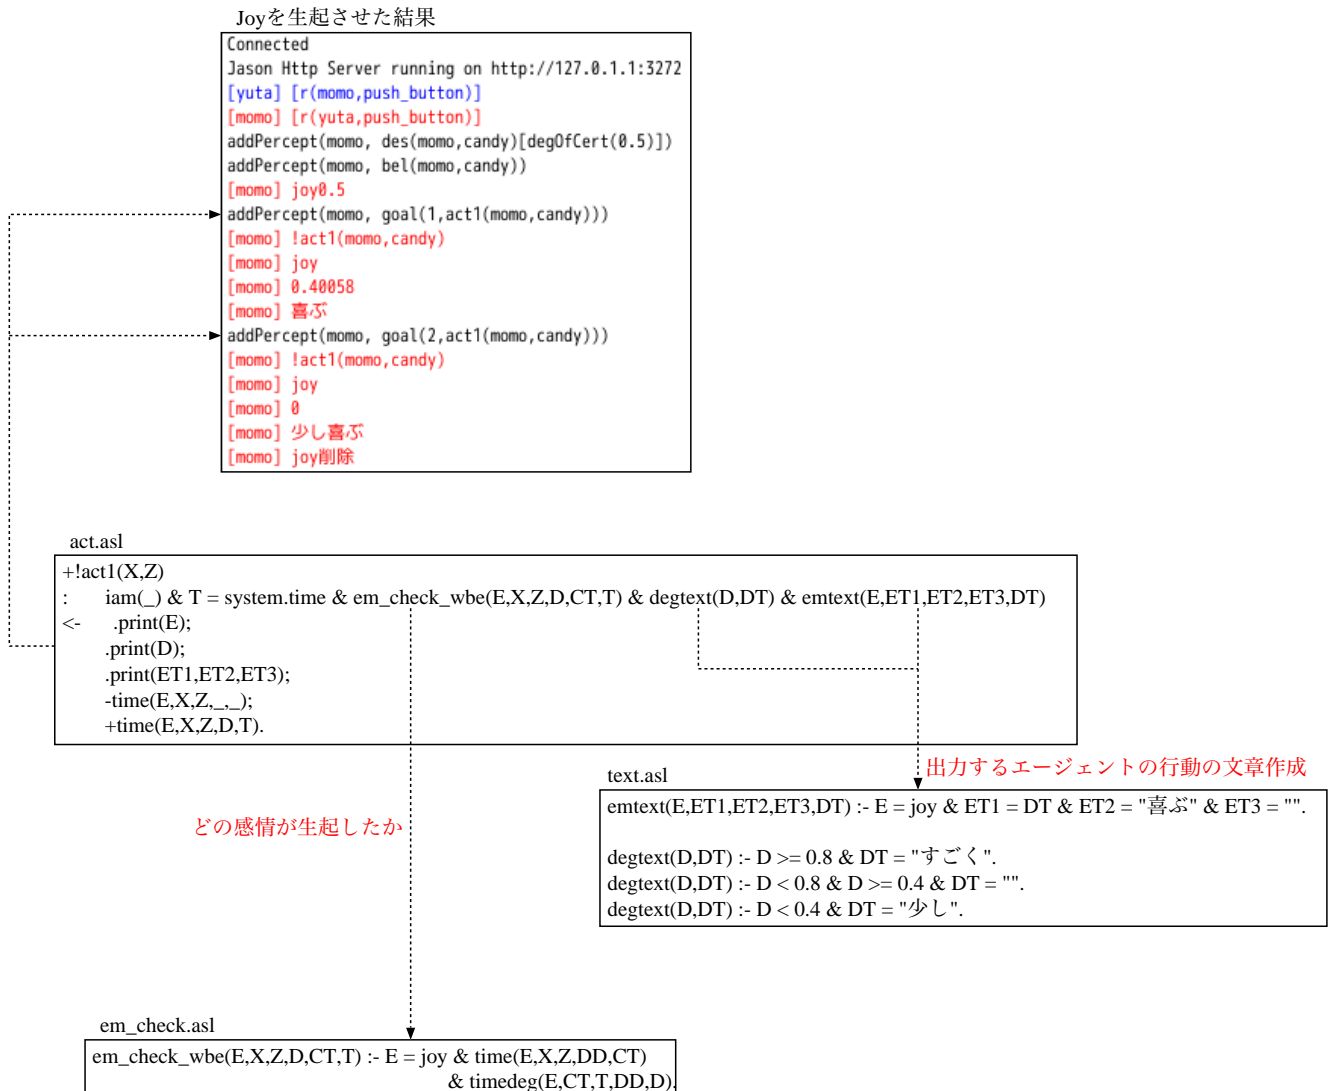 Joyを生起させた結果
Connected
Jason Http Server running on http://127.0.1.1:3272
[yuta] [r(momo,push_button)]
[momo] [r(yuta,push_button)]
addPercept(momo, des(momo,candy)[degOfCert(0.5)])
addPercept(momo, bel(momo,candy))
[momo] joy0.5
addPercept(momo, goal(1,act1(momo,candy)))
[momo] !act1(momo,candy)
[momo] joy
[momo] 0.40058
[momo] 喜ぶ
addPercept(momo, goal(2,act1(momo,candy)))
[momo] !act1(momo,candy)
[momo] joy
[momo] 0
[momo] 少し喜ぶ
[momo] joy削除
act.asl
+!act1(X,Z)
: iam(_) & T = system.time & em_check_wbe(E,X,Z,D,CT,T) & degtext(D,DT) & emtext(E,ET1,ET2,ET3,DT)
<- .print(E);
.print(D);
.print(ET1,ET2,ET3);
-time(E,X,Z,_,_);
+time(E,X,Z,D,T).
出力するエージェントの行動の文章作成
text.asl
emtext(E,ET1,ET2,ET3,DT) :- E = joy & ET1 = DT & ET2 = "喜ぶ" & ET3 = "".
degtext(D,DT) :- D >= 0.8 & DT = "すごく".
degtext(D,DT) :- D < 0.8 & D >= 0.4 & DT = "".
degtext(D,DT) :- D < 0.4 & DT = "少し".
どの感情が生起したか
em_check.asl
em_check_wbe(E,X,Z,D,CT,T) :- E = joy & time(E,X,Z,DD,CT)
& timedeg(E,CT,T,DD,D).